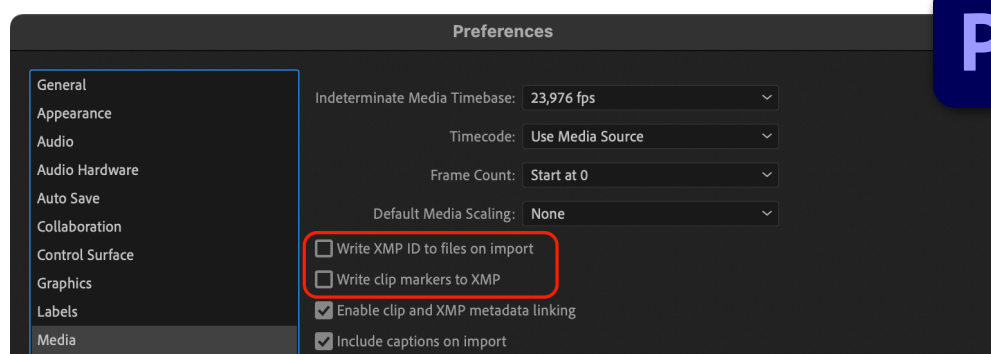 Preferences
P
General
Appearance
Audio
Audio Hardware
Auto Save
Collaboration
Control Surface
Graphics
Labels
Media
Indeterminate Media Timebase: 23,976 fps
Timecode: Use Media Source
Frame Count: Start at 0
Default Media Scaling: None
Write XMP ID to files on import
Write clip markers to XMP
Enable clip and XMP metadata linking
Include captions on import